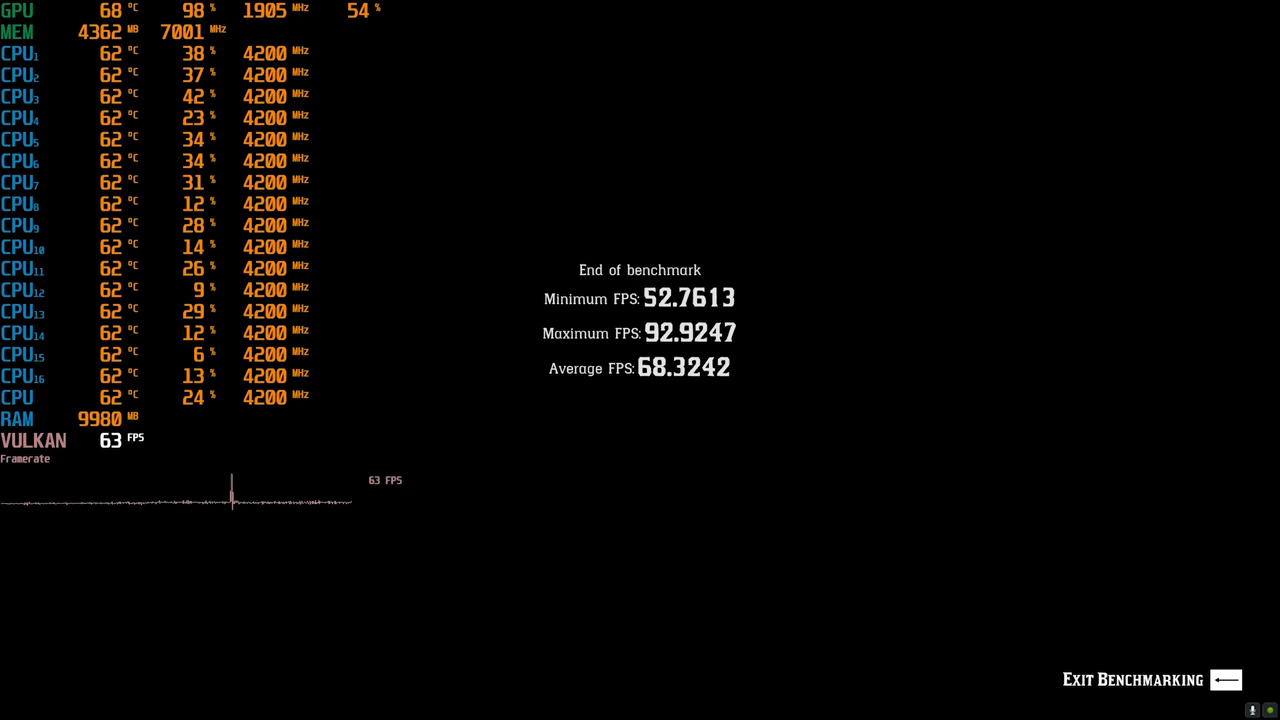 GPU 68 °C 98 % 1905 MHz 54 %
MEM 4362 MB 7001 MHz
CPU1 62 °C 38 % 4200 MHz
CPU2 62 °C 37 % 4200 MHz
CPU3 62 °C 42 % 4200 MHz
CPU4 62 °C 23 % 4200 MHz
CPU5 62 °C 34 % 4200 MHz
CPU6 62 °C 34 % 4200 MHz
CPU7 62 °C 31 % 4200 MHz
CPU8 62 °C 12 % 4200 MHz
CPU9 62 °C 28 % 4200 MHz
CPU10 62 °C 14 % 4200 MHz
CPU11 62 °C 26 % 4200 MHz
CPU12 62 °C 9 % 4200 MHz
CPU13 62 °C 29 % 4200 MHz
CPU14 62 °C 12 % 4200 MHz
CPU15 62 °C 6 % 4200 MHz
CPU16 62 °C 13 % 4200 MHz
CPU 62 °C 24 % 4200 MHz
RAM 9980 MB
VULKAN 63 FPS
Framerate
63 FPS
End of benchmark
Minimum FPS: 52.7613
Maximum FPS: 92.9247
Average FPS: 68.3242
Exit Benchmarking